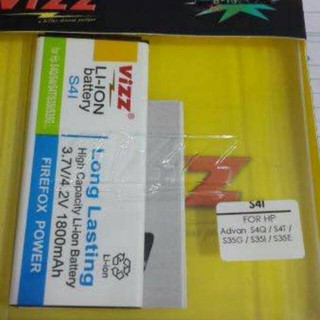 VIZZ
VIZZ®
LI-ION
battery
S4I
Long Lasting
High Capacity Li-ion Battery
3.7V/4.2V 1800mAh
Li-ion
FIREFOX POWER
S4I
FOR HP
Advan S4Q / S4T /
S35G / S35I / S35E